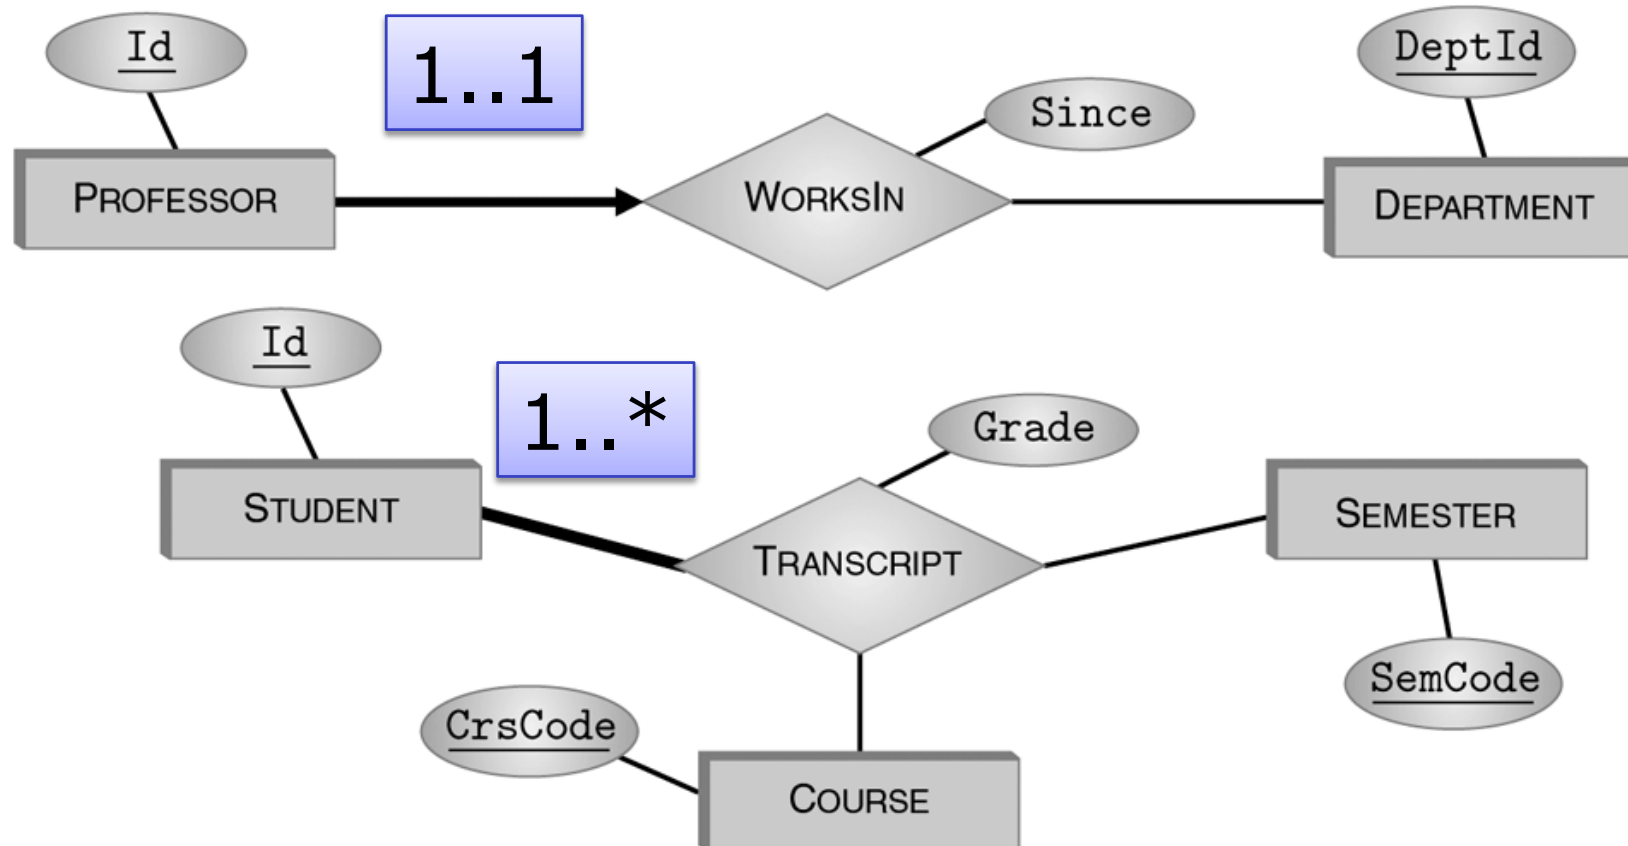 Id
1..1
DeptId
Since
PROFESSOR
WORKSIN
DEPARTMENT
Id
1..*
Grade
STUDENT
SEMESTER
TRANSCRIPT
SemCode
CrsCode
COURSE